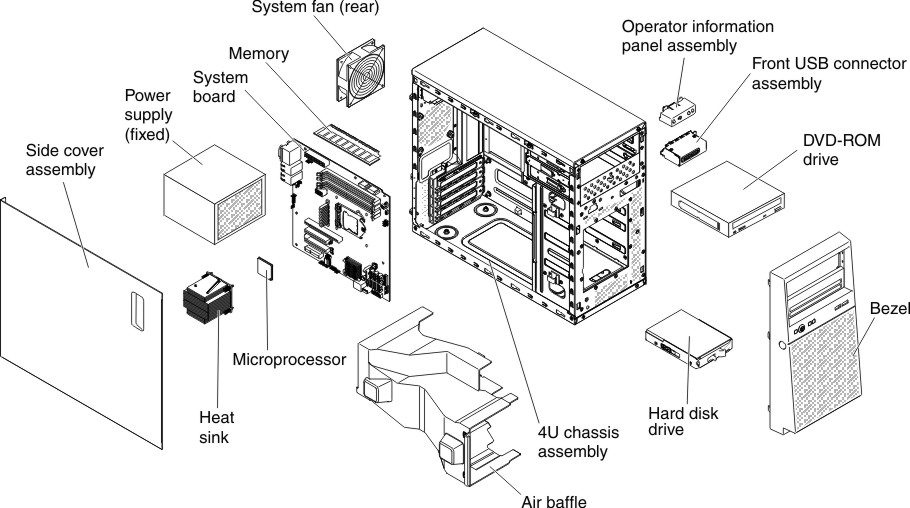 System fan (rear)
Memory
System
board
Power
supply
(fixed)
Side cover
assembly
Operator information
panel assembly
Front USB connector
assembly
DVD-ROM
drive
Bezel
Microprocessor
Heat
sink
Hard disk
drive
4U chassis
assembly
Air baffle